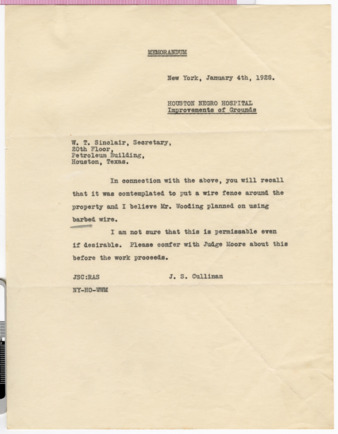 MEMORANDUM
New York, January 4th, 1928.
HOUSTON NEGRO HOSPITAL
Improvements of Grounds
W. T. Sinclair, Secretary,
20th Floor,
Petroleum Building,
Houston, Texas.
In connection with the above, you will recall
that it was contemplated to put a wire fence around the
property and I believe Mr. Wooding planned on using
barbed wire.
I am not sure that this is permissable even
if desirable. Please confer with Judge Moore about this
before the work proceeds.
JSC:RAS J. S. Cullinan
NY-HO-WWM